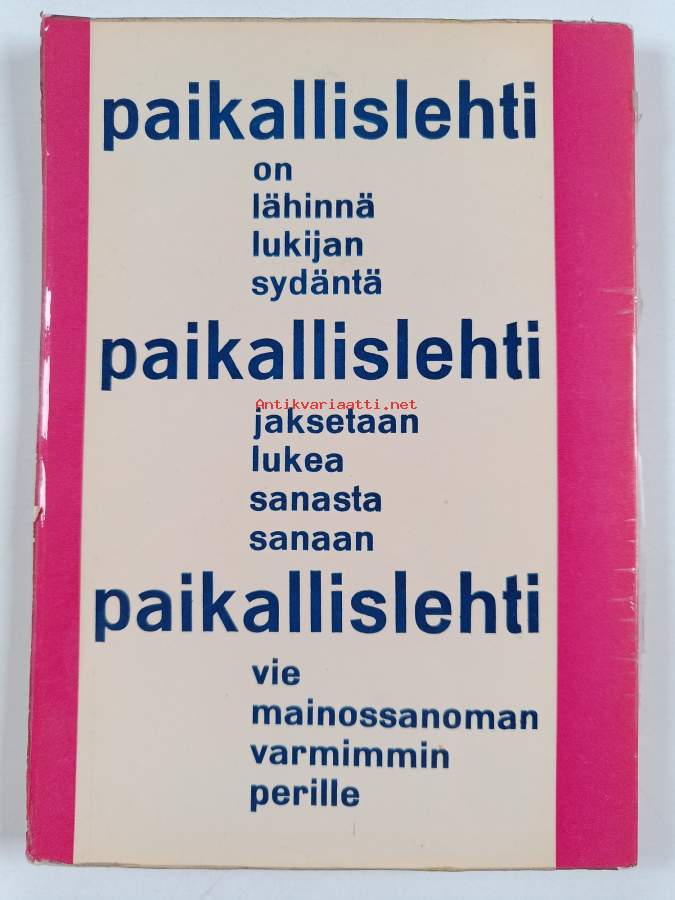 paikallislehti
on
lähinnä
lukijan
sydäntä
paikallislehti
Antikvariaatti.net
jaksetaan
lukea
sanasta
sanaan
paikallislehti
vie
mainossanoman
varmimmin
perille